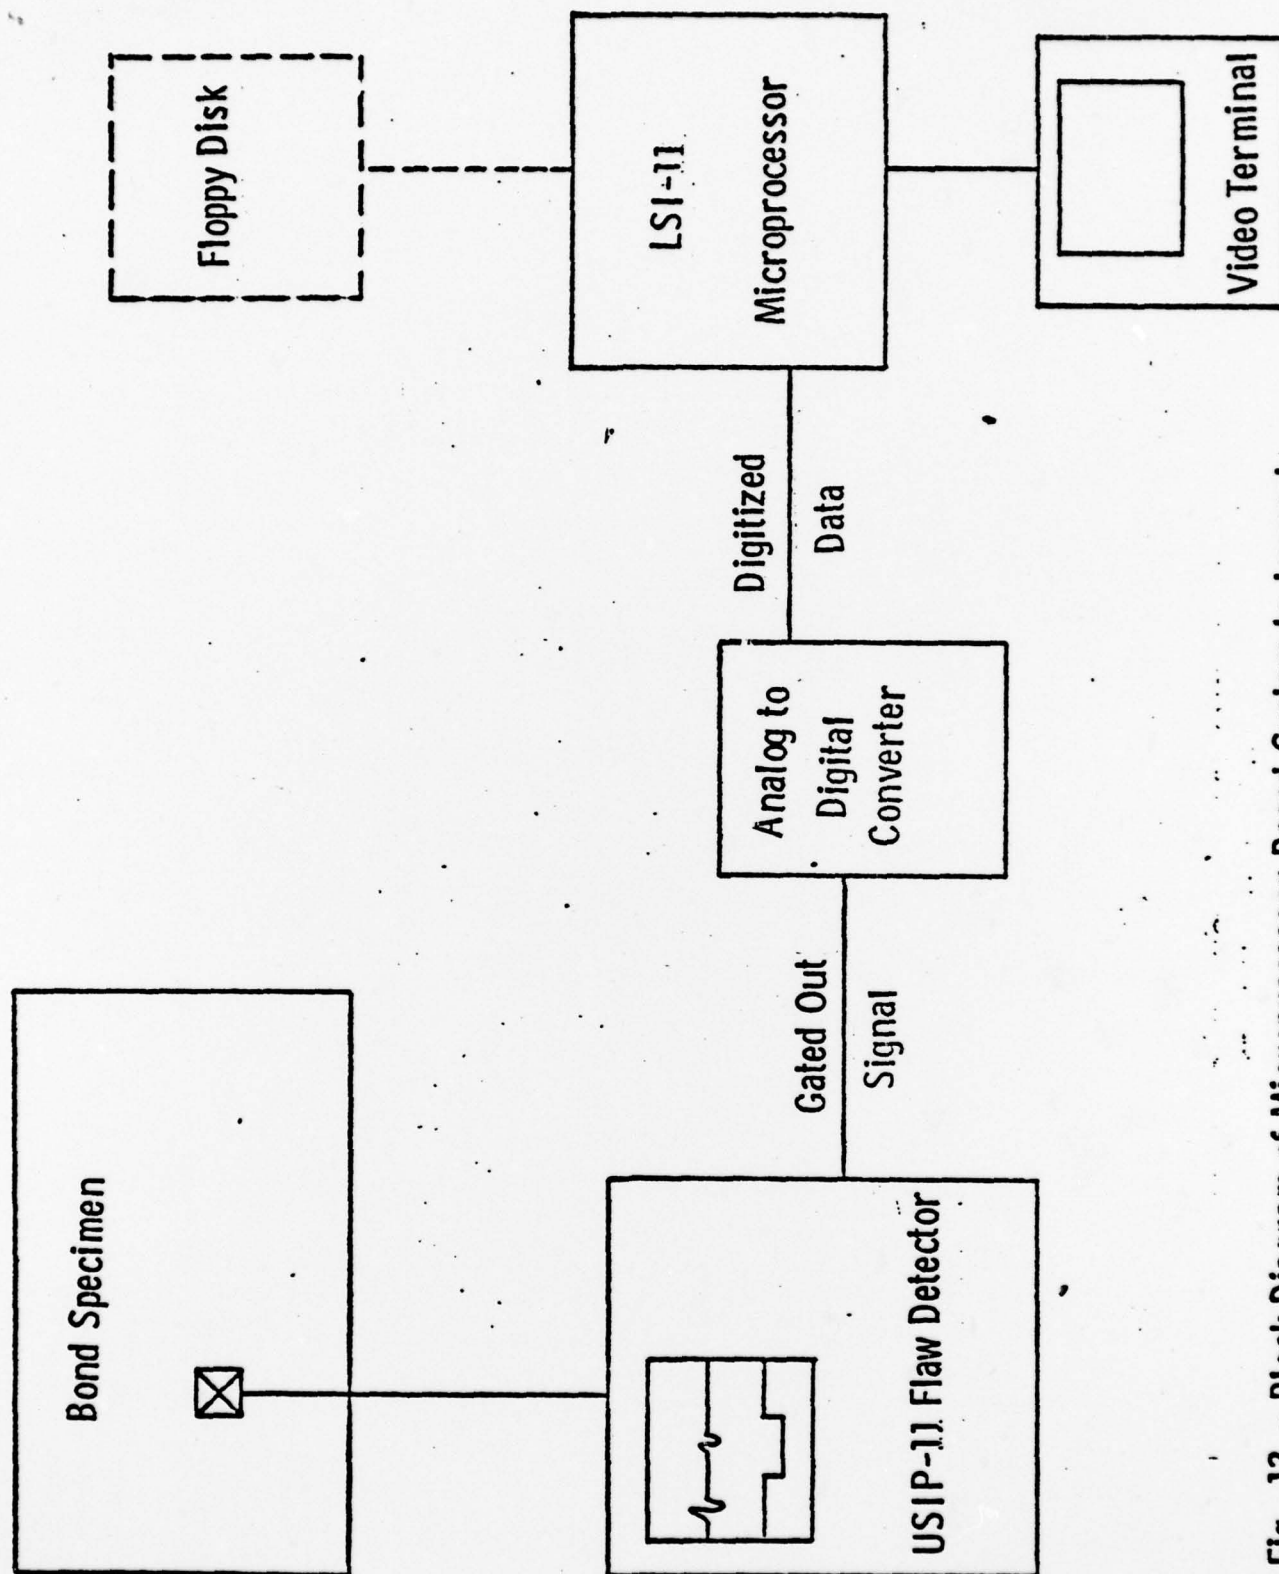 Bond Specimen
Floppy Disk
USIP-11 Flaw Detector
Gated Out
Signal
Analog to
Digital
Converter
Digitized
Data
LSI-11
Microprocessor
Video Terminal